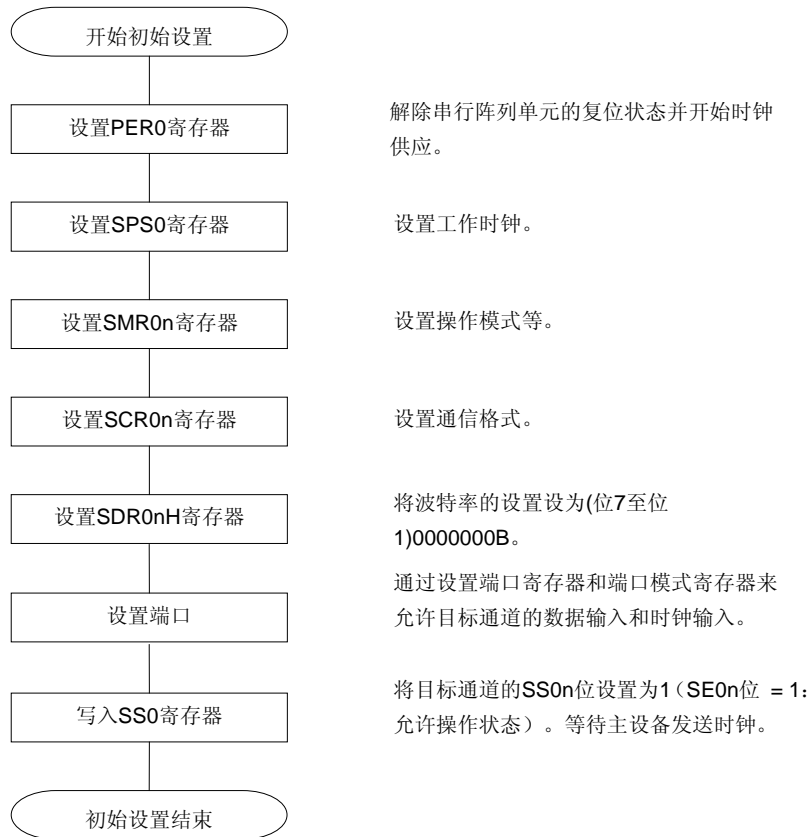 开始初始设置
设置PER0寄存器
解除串行阵列单元的复位状态并开始时钟
供应。
设置SPS0寄存器
设置工作时钟。
设置SMR0n寄存器
设置操作模式等。
设置SCR0n寄存器
设置通信格式。
设置SDR0nH寄存器
将波特率的设置设为(位7至位
1)0000000B。
设置端口
通过设置端口寄存器和端口模式寄存器来
允许目标通道的数据输入和时钟输入。
写入SS0寄存器
将目标通道的SS0n位设置为1（SE0n位 = 1：
允许操作状态）。等待主设备发送时钟。
初始设置结束